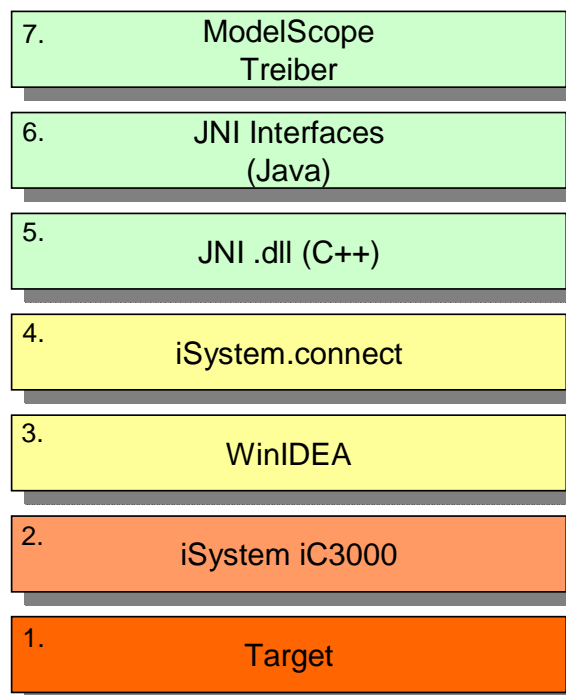 7. ModelScope
Treiber
6. JNI Interfaces
(Java)
5. JNI .dll (C++)
4. iSystem.connect
3. WinIDEA
2. iSystem iC3000
1. Target